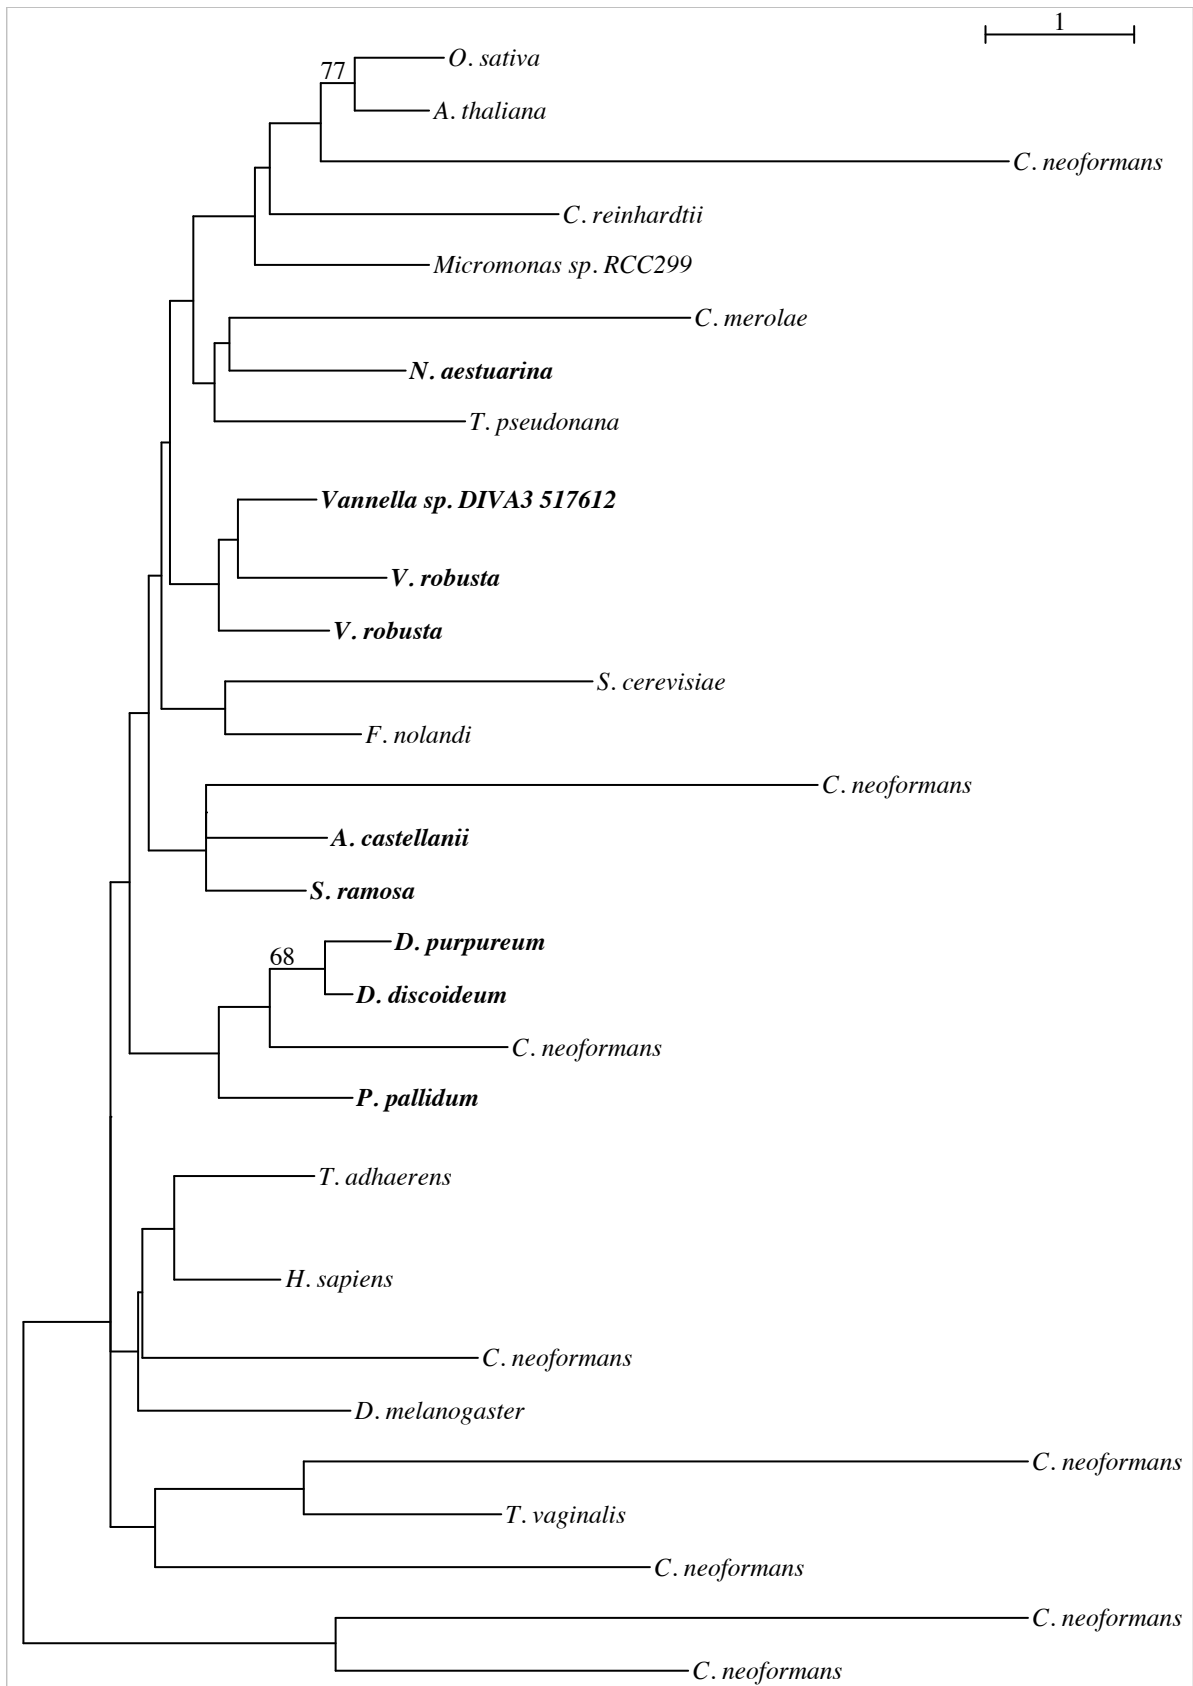 1
O. sativa
77
A. thaliana
C. neoformans
C. reinhardtii
Micromonas sp. RCC299
C. merolae
N. aestuarina
T. pseudonana
Vannella sp. DIVA3 517612
V. robusta
V. robusta
S. cerevisiae
F. nolandi
C. neoformans
A. castellanii
S. ramosa
D. purpureum
68
D. discoideum
C. neoformans
P. pallidum
T. adhaerens
H. sapiens
C. neoformans
D. melanogaster
C. neoformans
T. vaginalis
C. neoformans
C. neoformans
C. neoformans